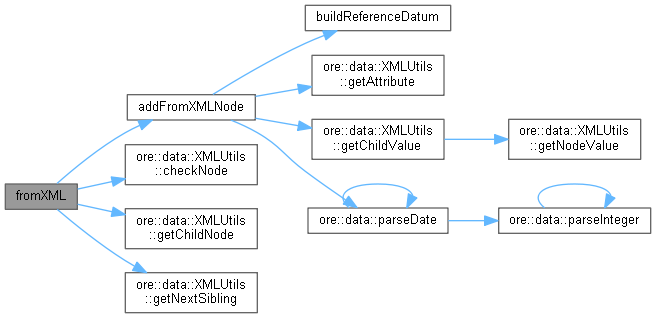 buildReferenceDatum
ore::data::XMLUtils
::getAttribute
addFromXMLNode
ore::data::XMLUtils
::getChildValue
ore::data::XMLUtils
::getNodeValue
ore::data::XMLUtils
::checkNode
fromXML
ore::data::parseDate
ore::data::parseInteger
ore::data::XMLUtils
::getChildNode
ore::data::XMLUtils
::getNextSibling